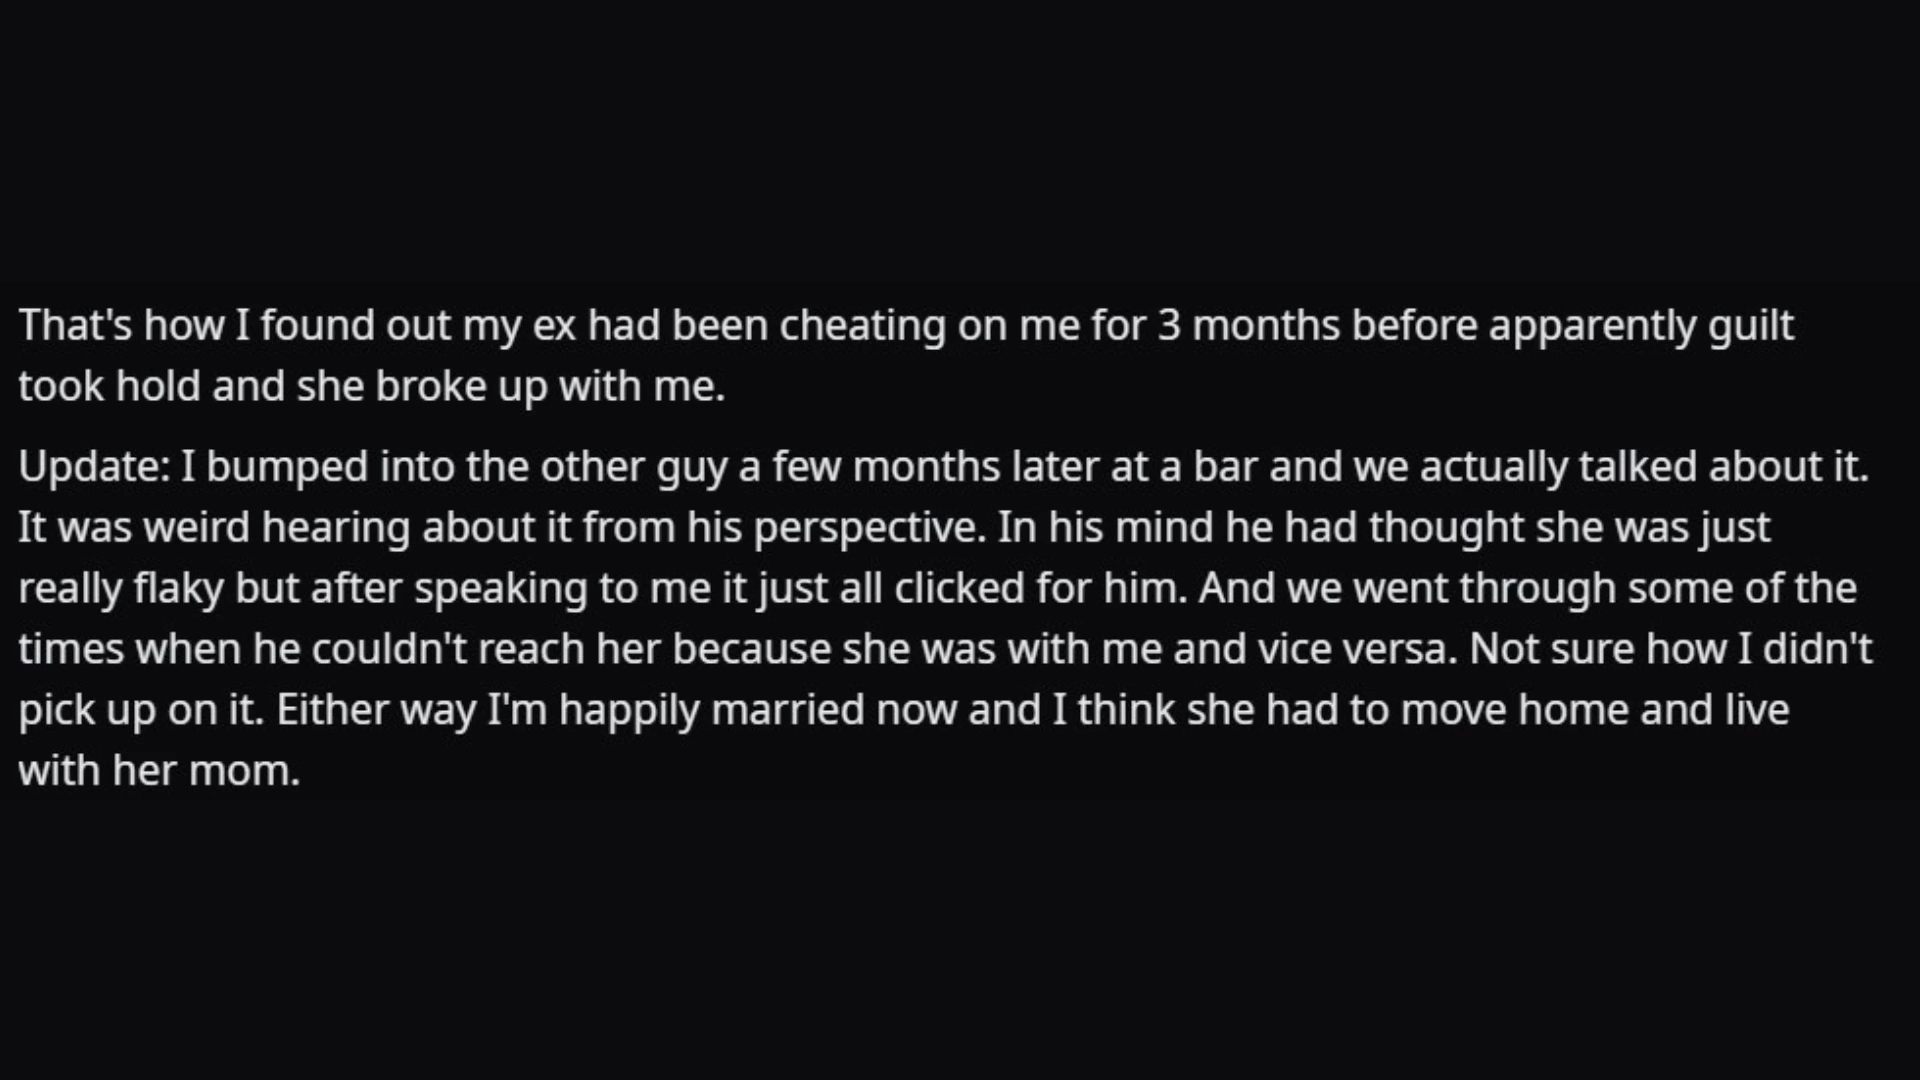 That's how I found out my ex had been cheating on me for 3 months before apparently guilt
took hold and she broke up with me.
Update: I bumped into the other guy a few months later at a bar and we actually talked about it.
It was weird hearing about it from his perspective. In his mind he had thought she was just
really flaky but after speaking to me it just all clicked for him. And we went through some of the
times when he couldn't reach her because she was with me and vice versa. Not sure how I didn't
pick up on it. Either way I'm happily married now and I think she had to move home and live
with her mom.